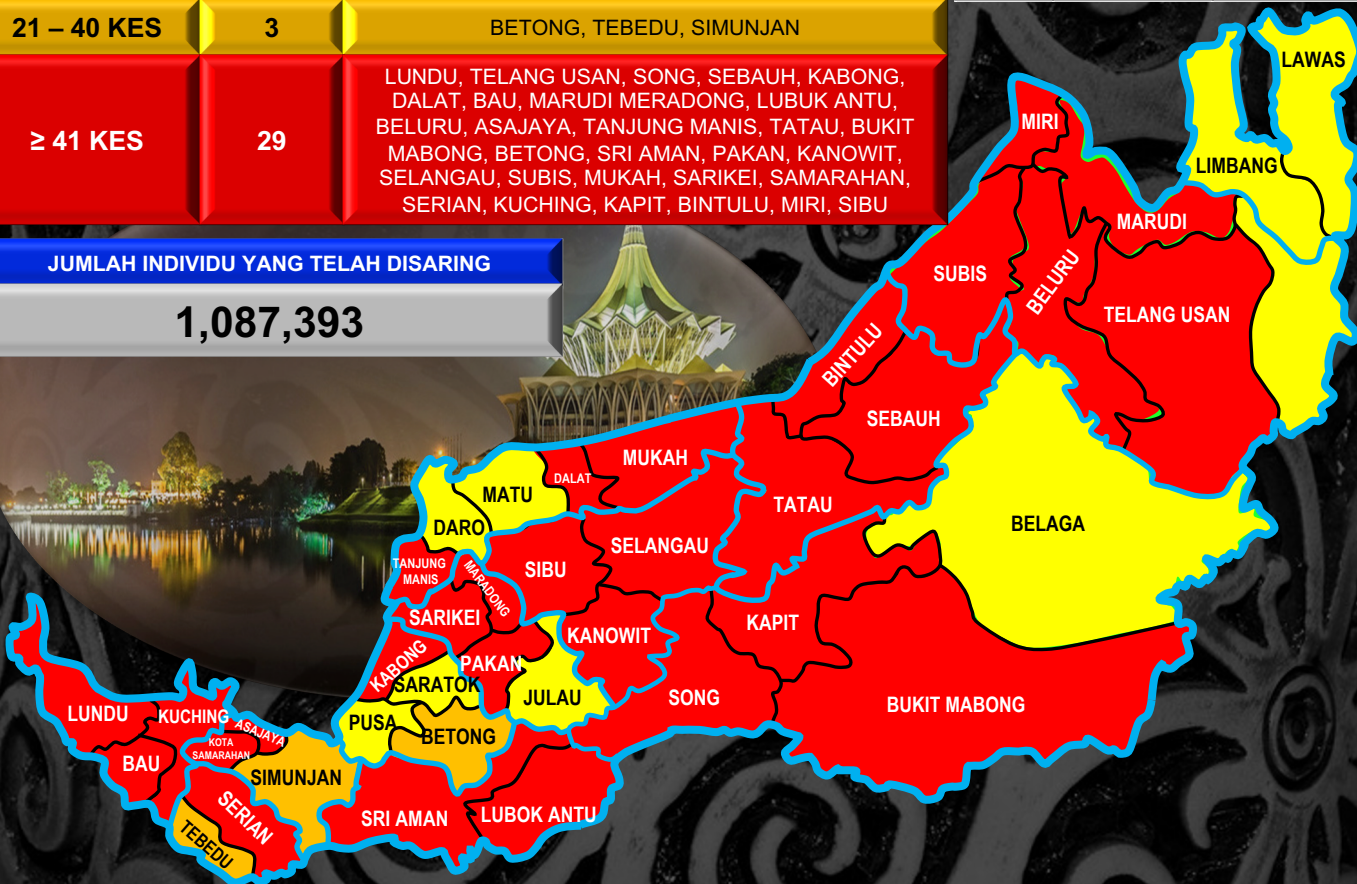 21 – 40 KES 3 BETONG, TEBEDU, SIMUNJAN
≥ 41 KES 29
LUNDU, TELANG USAN, SONG, SEBAUH, KABONG,
DALAT, BAU, MARUDI MERADONG, LUBUK ANTU,
BELURU, ASAJAYA, TANJUNG MANIS, TATAU, BUKIT
MABONG, BETONG, SRI AMAN, PAKAN, KANOWIT,
SELANGAU, SUBIS, MUKAH, SARIKEI, SAMARAHAN,
SERIAN, KUCHING, KAPIT, BINTULU, MIRI, SIBU
JUMLAH INDIVIDU YANG TELAH DISARING
1,087,393
LAWAS
MIRI
LIMBANG
MARUDI
SUBIS
BELURU
TELANG USAN
BINTULU
SEBAUH
MUKAH
DALAT
MATU
TATAU
DARO
BELAGA
SELANGAU
TANJUNG
MANIS
SIBU
MARADONG
SARIKEI
KAPIT
KANOWIT
KABONG
PAKAN
SARATOK
JULAU
SONG
BUKIT MABONG
LUNDU
KUCHING
PUSA
ASAJAYA
BETONG
KOTA
SAMARAHAN
BAU
SIMUNJAN
SERIAN
SRI AMAN
LUBOK ANTU
TEBEDU